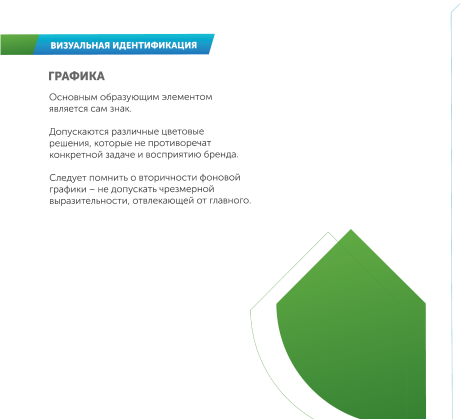 ВИЗУАЛЬНАЯ ИДЕНТИФИКАЦИЯ
ГРАФИКА
Основным образующим элементом
является сам знак.
Допускаются различные цветовые
решения, которые не противоречат
конкретной задаче и восприятию бренда.
Следует помнить о вторичности фоновой
графики – не допускать чрезмерной
выразительности, отвлекающей от главного.